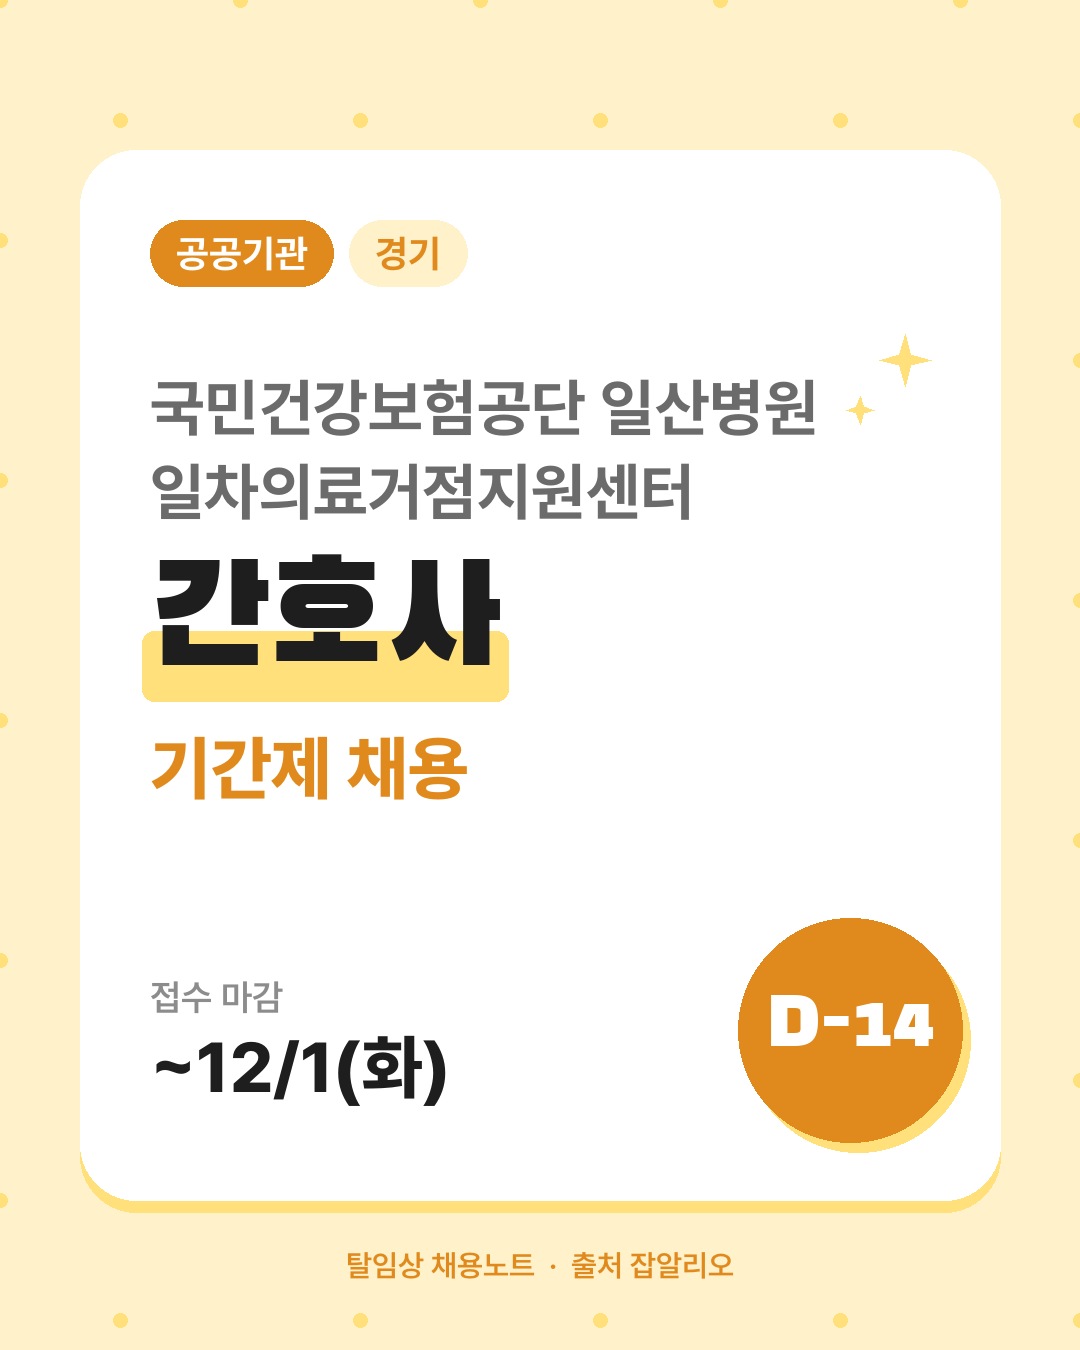 공공기관 경기
국민건강보험공단 일산병원
일차의료거점지원센터
간호사
기간제 채용
접수 마감
~12/1(화)
D-14
탈임상 채용노트 · 출처 잡알리오